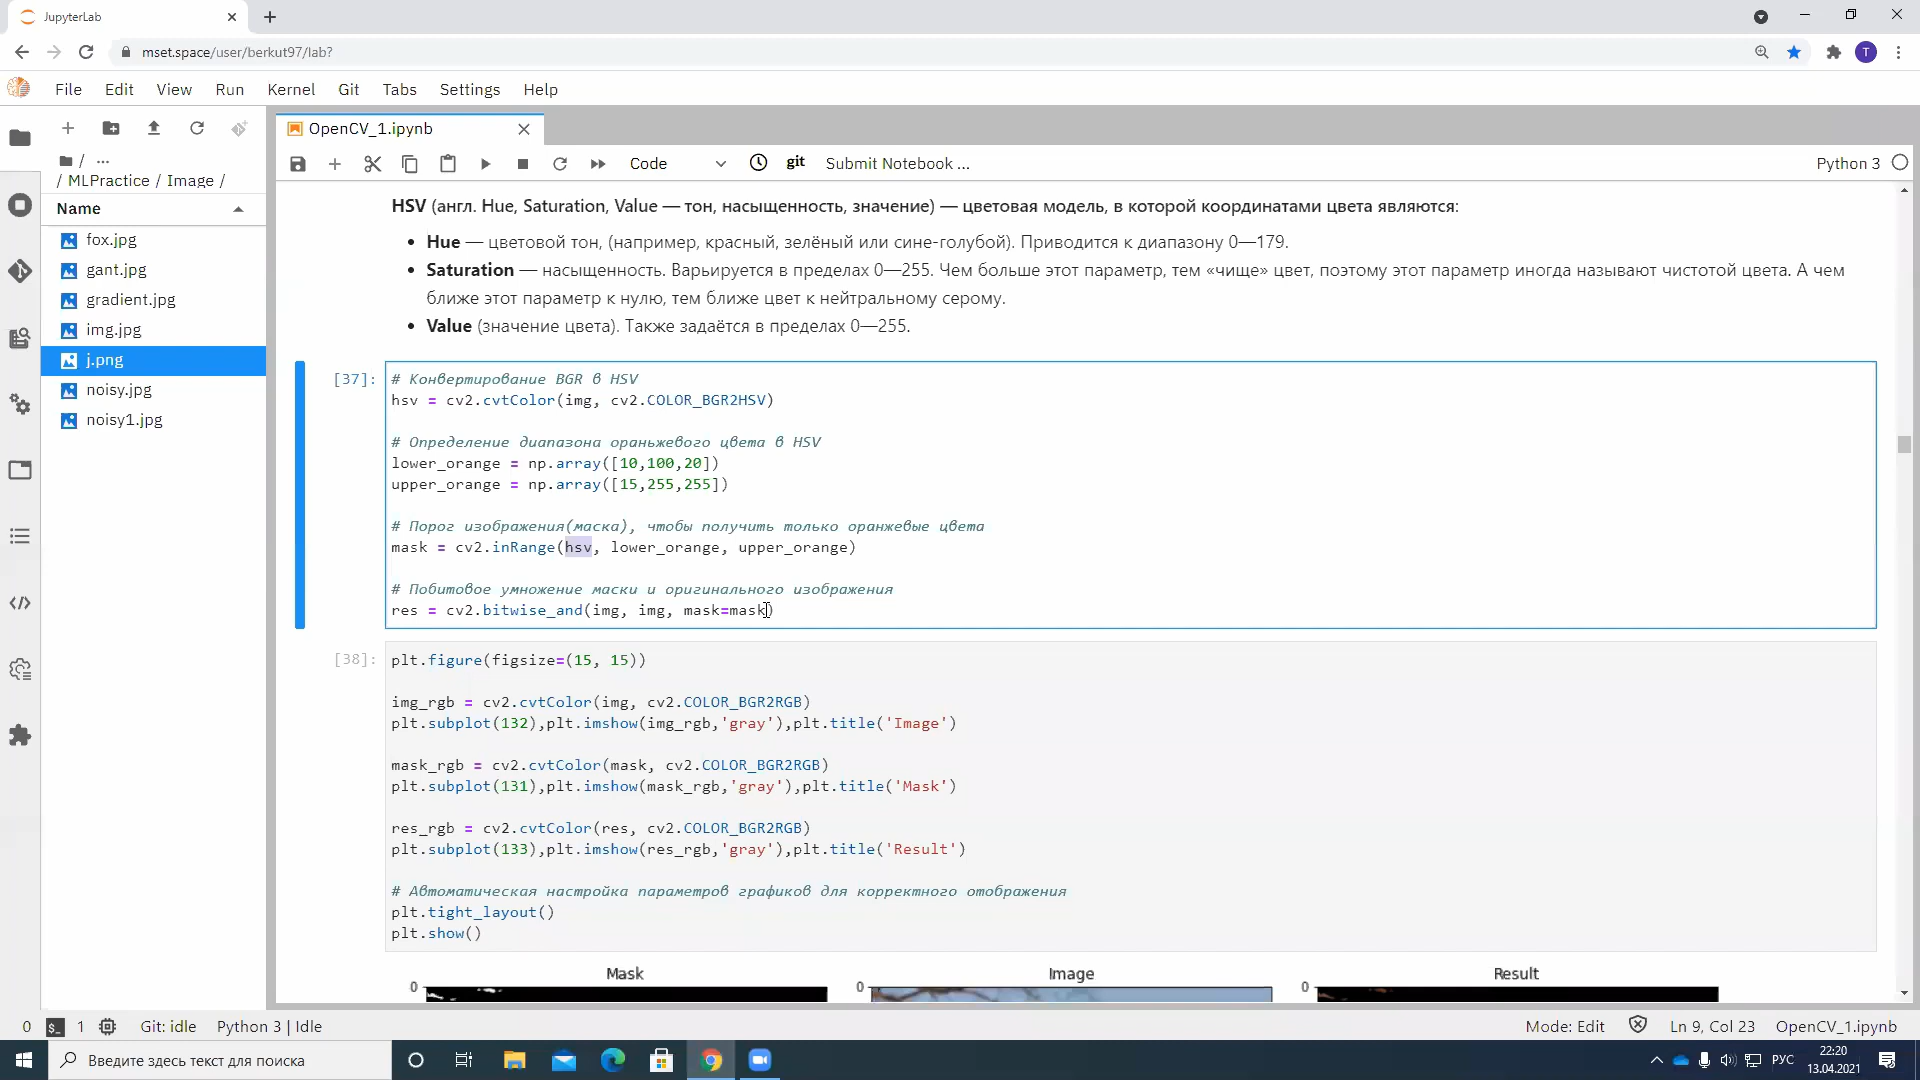 JupyterLab
mset.space/user/berkut97/lab?
T
File Edit View Run Kernel Git Tabs Settings Help
OpenCV_1.ipynb
Code git Submit Notebook ... Python 3
/ ...
/ MLPractice / Image /
Name
fox.jpg
gant.jpg
gradient.jpg
img.jpg
j.png
noisy.jpg
noisy1.jpg
HSV (англ. Hue, Saturation, Value — тон, насыщенность, значение) — цветовая модель, в которой координатами цвета являются:
Hue — цветовой тон, (например, красный, зелёный или сине-голубой). Приводится к диапазону 0—179.
Saturation — насыщенность. Варьируется в пределах 0—255. Чем больше этот параметр, тем «чище» цвет, поэтому этот параметр иногда называют чистотой цвета. А чем
ближе этот параметр к нулю, тем ближе цвет к нейтральному серому.
Value (значение цвета). Также задаётся в пределах 0—255.
[37]:
# Конвертирование BGR в HSV
hsv = cv2.cvtColor(img, cv2.COLOR_BGR2HSV)
# Определение диапазона ораньжевого цвета в HSV
lower_orange = np.array([10,100,20])
upper_orange = np.array([15,255,255])
# Порог изображения(маска), чтобы получить только оранжевые цвета
mask = cv2.inRange(hsv, lower_orange, upper_orange)
# Побитовое умножение маски и оригинального изображения
res = cv2.bitwise_and(img, img, mask=mask)
[38]:
plt.figure(figsize=(15, 15))
img_rgb = cv2.cvtColor(img, cv2.COLOR_BGR2RGB)
plt.subplot(132),plt.imshow(img_rgb,'gray'),plt.title('Image')
mask_rgb = cv2.cvtColor(mask, cv2.COLOR_BGR2RGB)
plt.subplot(131),plt.imshow(mask_rgb,'gray'),plt.title('Mask')
res_rgb = cv2.cvtColor(res, cv2.COLOR_BGR2RGB)
plt.subplot(133),plt.imshow(res_rgb,'gray'),plt.title('Result')
# Автоматическая настройка параметров графиков для корректного отображения
plt.tight_layout()
plt.show()
Mask Image Result
0 0 0
0 $_ 1 Git: idle Python 3 | Idle Mode: Edit Ln 9, Col 23 OpenCV_1.ipynb
Введите здесь текст для поиска
РУС
22:20
13.04.2021